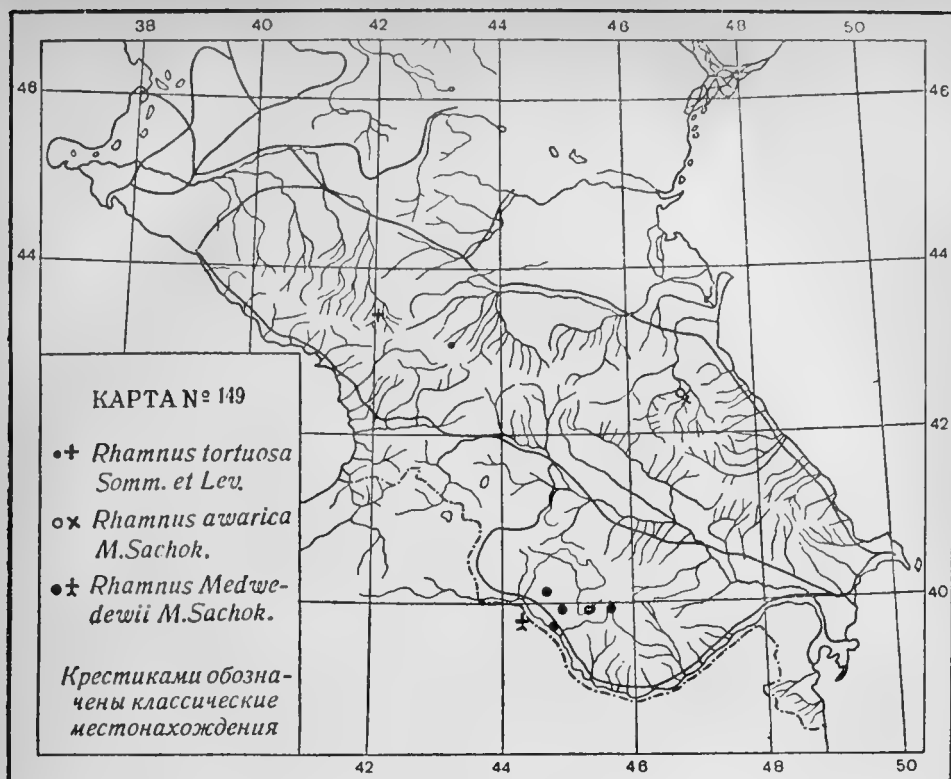 38 40 42 44 46 48 50
46 46
44 44
42 42
40 40
КАРТА № 149
Rhamnus tortuosa
Somm. et Lev.
Rhamnus awarica
M.Sachok.
Rhamnus Medwe-
dewii M.Sachok.
Крестиками обозна-
чены классические
местонахождения
42 44 46 48 50